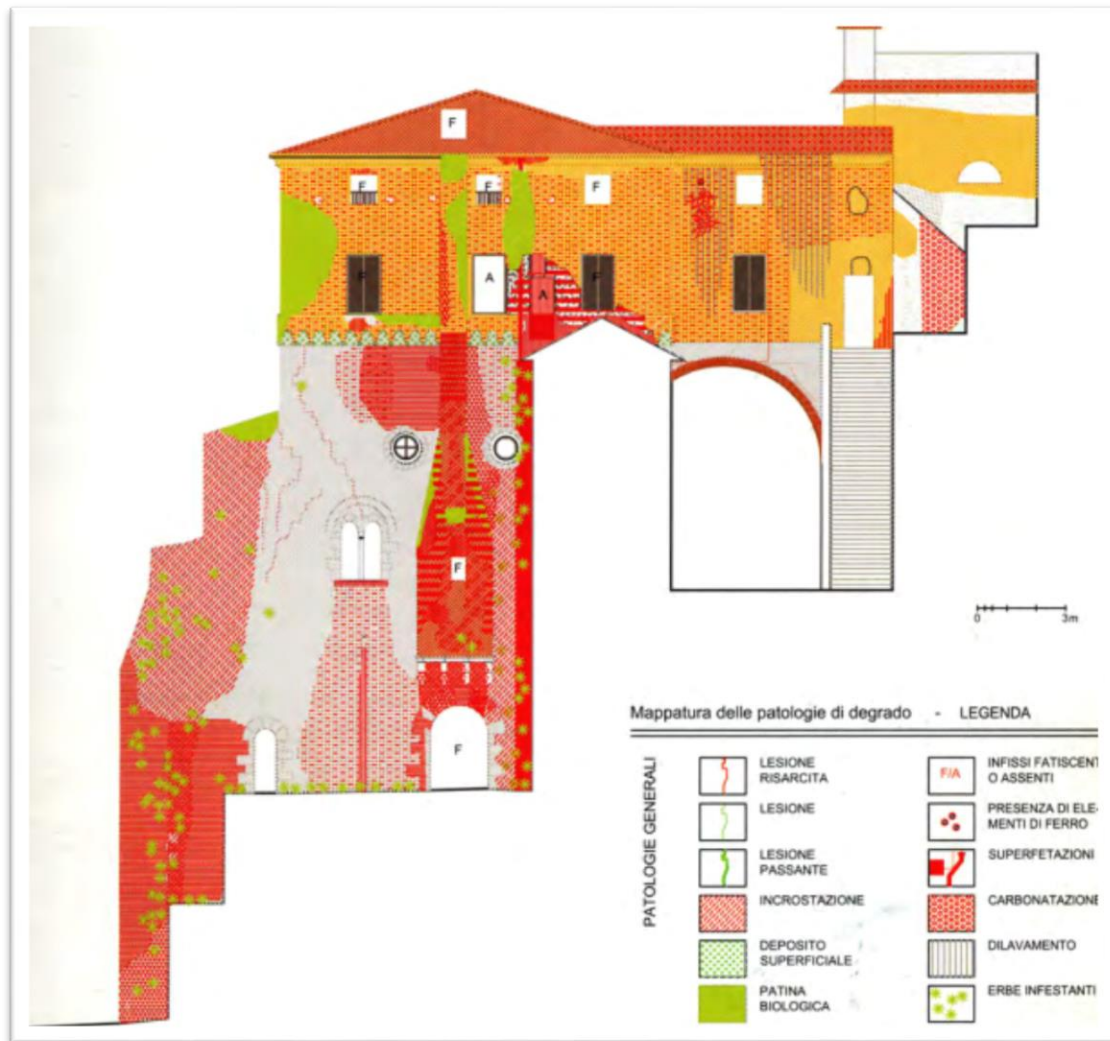 F
F
F
F
F
A
F
A
F
F
0
3m
Mappatura delle patologie di degrado - LEGENDA
PATOLOGIE GENERALI
LESIONE
RISARCITA
LESIONE
LESIONE
PASSANTE
INCROSTAZIONE
DEPOSITO
SUPERFICIALE
PATINA
BIOLOGICA
F/A
INFISSI FATISCENT
O ASSENTI
PRESENZA DI ELE-
MENTI DI FERRO
SUPERFETAZIONI
CARBONATAZIONE
DILAVAMENTO
ERBE INFESTANTI